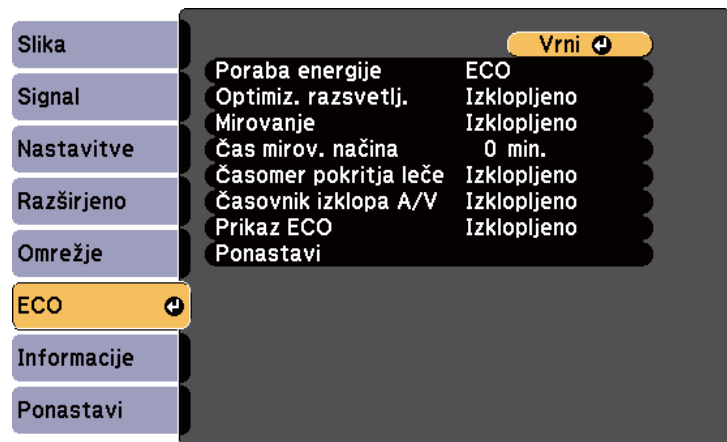 Slika
Signal
Nastavitve
Razširjeno
Omrežje
ECO
Informacije
Ponastavi
Vrni
Poraba energije ECO
Optimiz. razsvetlj. Izklopljeno
Mirovanje Izklopljeno
Čas mirov. načina 0 min.
Časomer pokritja leče Izklopljeno
Časovnik izklopa A/V Izklopljeno
Prikaz ECO Izklopljeno
Ponastavi